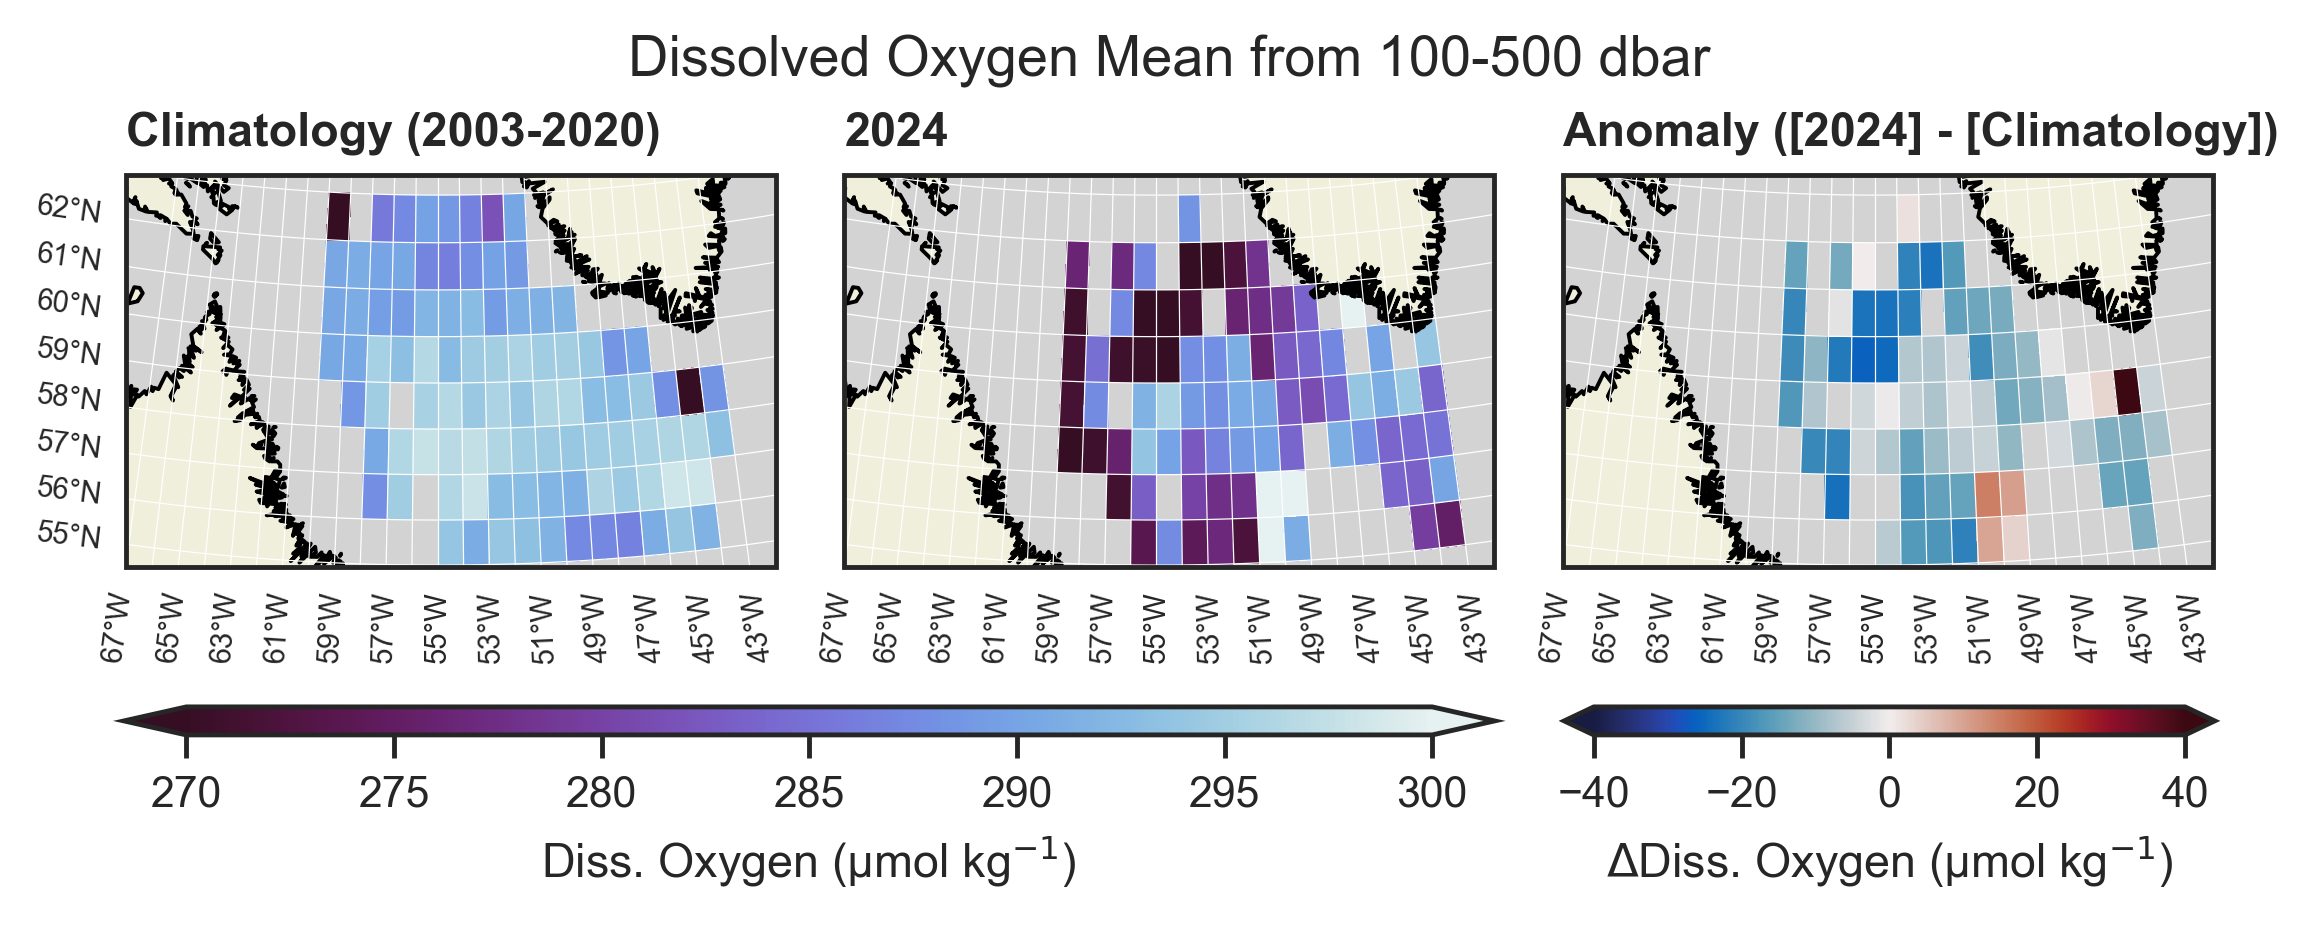 Dissolved Oxygen Mean from 100-500 dbar
Climatology (2003-2020)
2024
Anomaly ([2024] - [Climatology])
62°N
61°N
60°N
59°N
58°N
57°N
56°N
55°N
67°W 65°W 63°W 61°W 59°W 57°W 55°W 53°W 51°W 49°W 47°W 45°W 43°W
67°W 65°W 63°W 61°W 59°W 57°W 55°W 53°W 51°W 49°W 47°W 45°W 43°W
67°W 65°W 63°W 61°W 59°W 57°W 55°W 53°W 51°W 49°W 47°W 45°W 43°W
270 275 280 285 290 295 300
Diss. Oxygen (μmol kg⁻¹)
−40 −20 0 20 40
ΔDiss. Oxygen (μmol kg⁻¹)